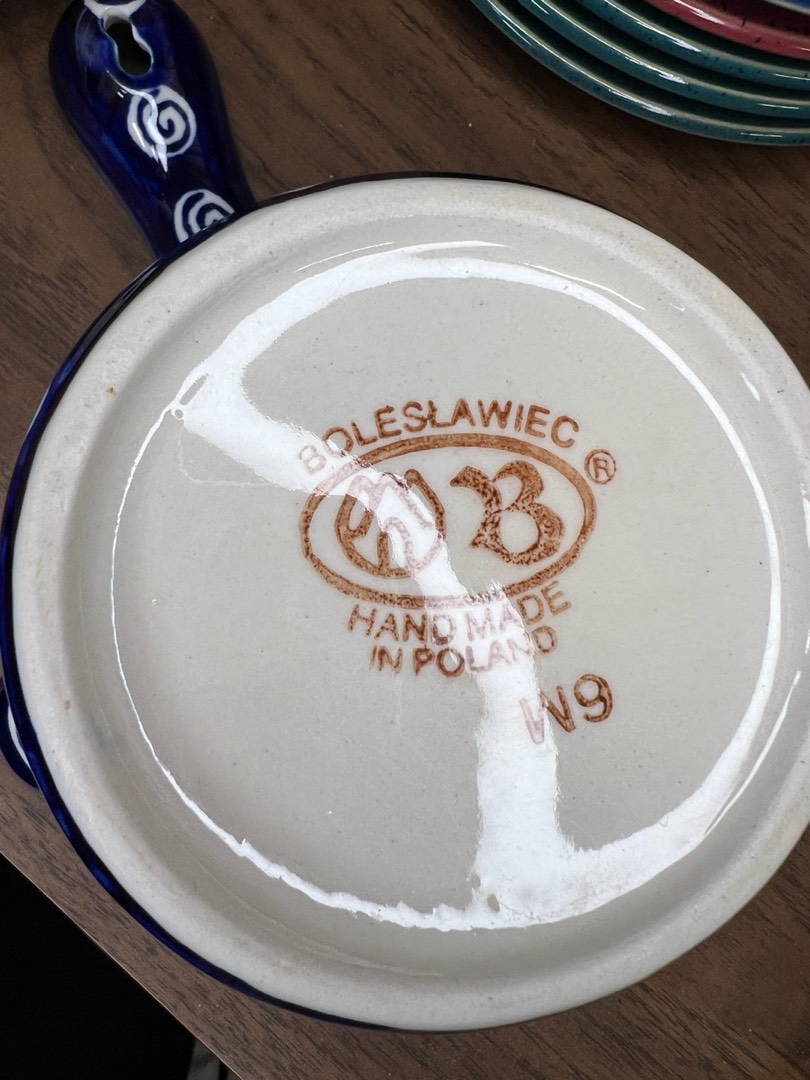 BOLESŁAWIEC ®
B
HAND MADE
IN POLAND
W9